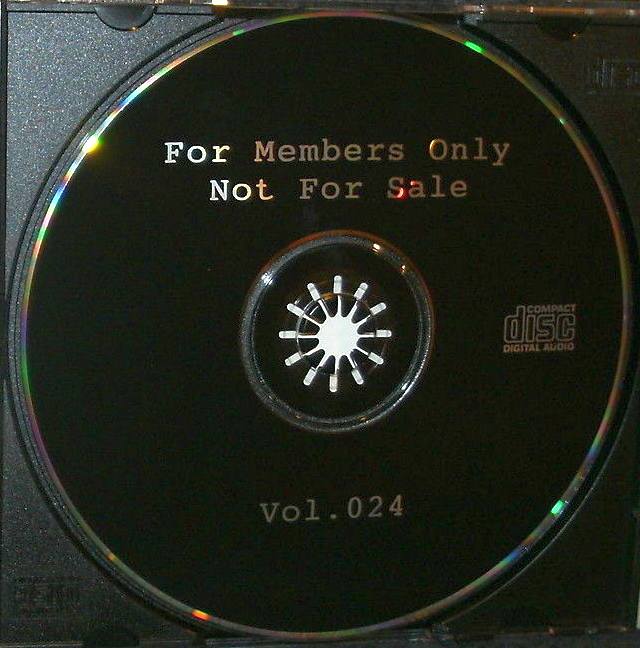 For Members Only
Not For Sale
COMPACT
disc
DIGITAL AUDIO
Vol.024